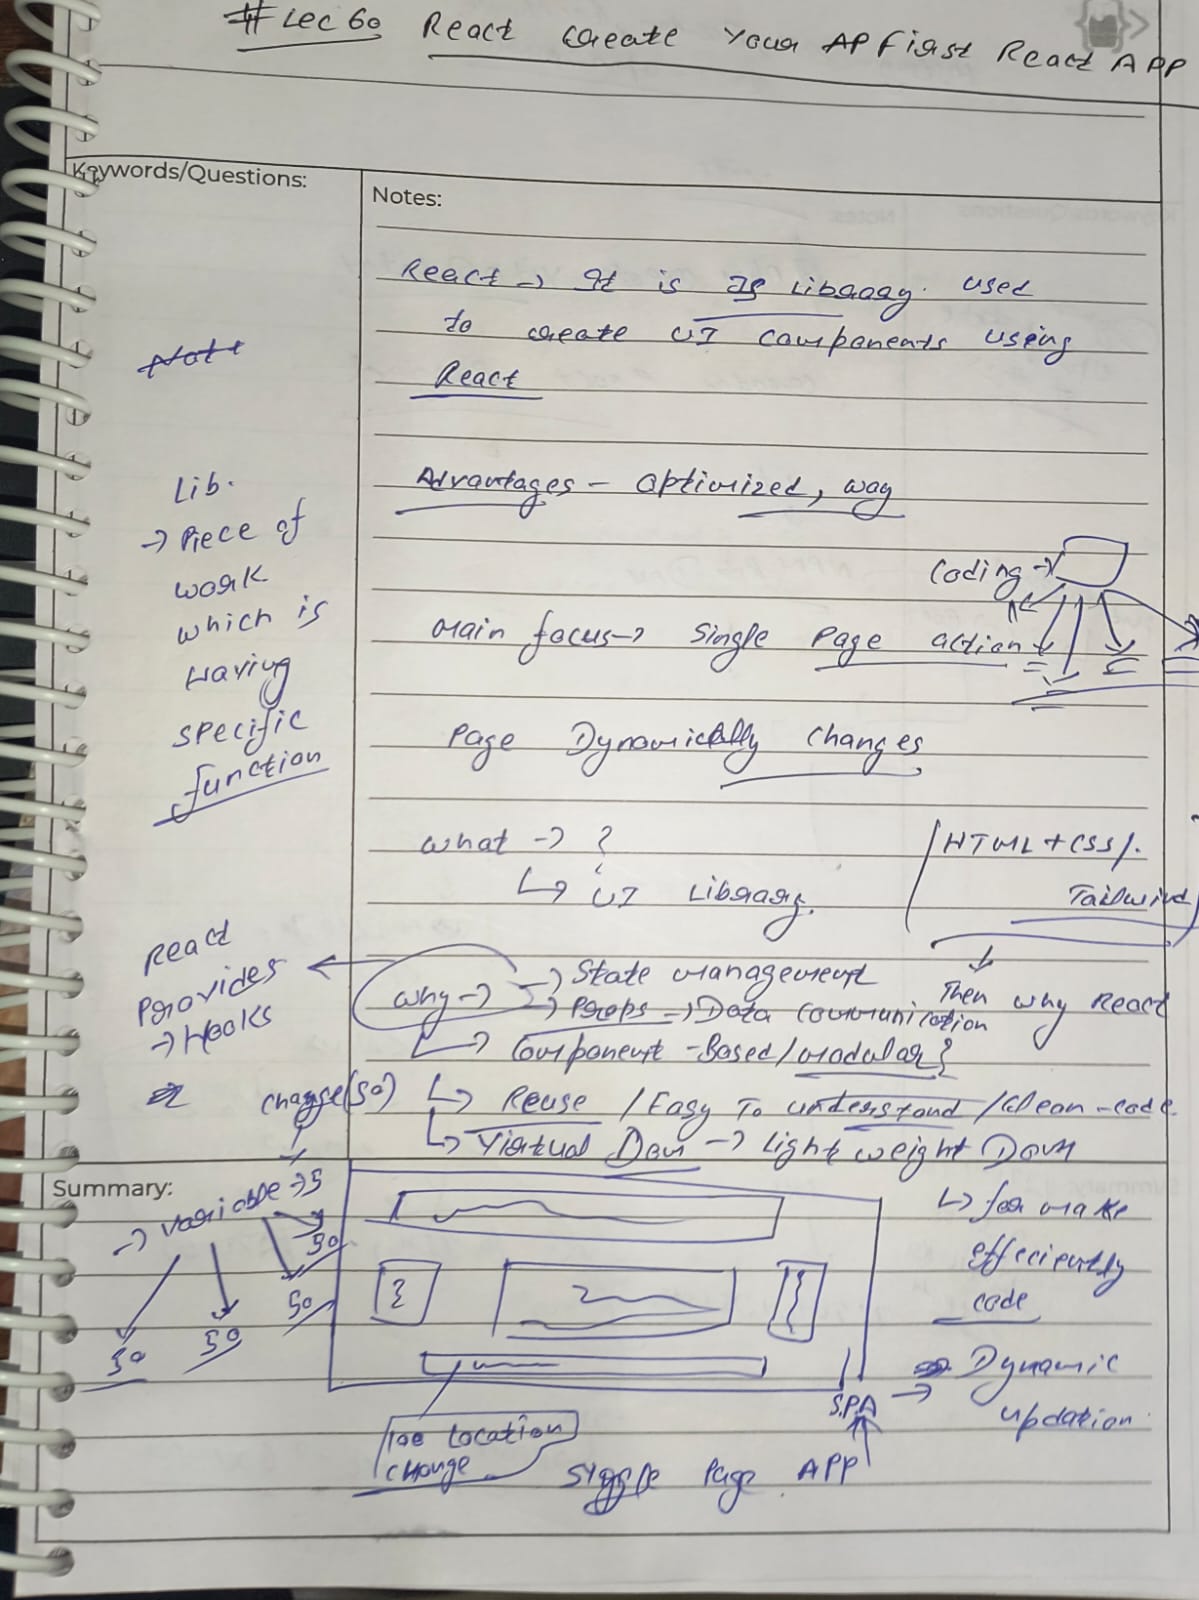 # Lec 60 React create Your AP First React APP
Keywords/Questions:
Notes:
React → It is JS Library used
to create UI components using
React
Note
Advantages - Optimized, way
Lib.
→ Piece of
work
which is
Having
specific
function
Coding →
Main focus → Single Page action
Page Dynamically Changes
What → ?
↳ UI Library.
/HTML + CSS/.
Tailwind
↓
Then why React
React
Provides
→ Hooks
Why →
→ State management
→ Props → Data Communication
↳ Component - Based/modular}
change(50)
↳ Reuse / Easy To understand / Clean-code
↳ Virtual Dom → Light weight Dom
↳ for make
efficiently
code
Summary:
→ Variable → 5
50
50
50
50
S.P.A → Dynamic
updation
100 Location
change
Single Page APP